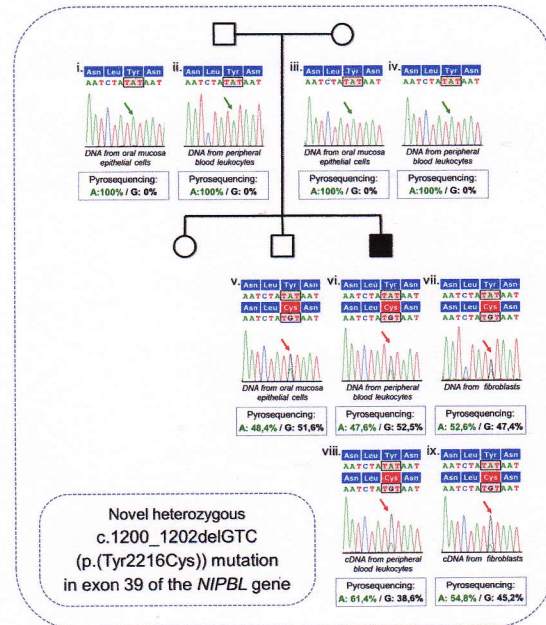 i.
Asn Leu Tyr Asn
AATCTATATAAT
DNA from oral mucosa
epithelial cells
Pyrosequencing:
A:100% / G: 0%
ii.
Asn Leu Tyr Asn
AATCTATATAAT
DNA from peripheral
blood leukocytes
Pyrosequencing:
A:100% / G: 0%
iii.
Asn Leu Tyr Asn
AATCTATATAAT
DNA from oral mucosa
epithelial cells
Pyrosequencing:
A:100% / G: 0%
iv.
Asn Leu Tyr Asn
AATCTATATAAT
DNA from peripheral
blood leukocytes
Pyrosequencing:
A:100% / G: 0%
v.
Asn Leu Tyr Asn
AATCTATATAAT
Asn Leu Cys Asn
AATCTATGTAAT
DNA from oral mucosa
epithelial cells
Pyrosequencing:
A: 48,4% / G: 51,6%
vi.
Asn Leu Tyr Asn
AATCTATATAAT
Asn Leu Cys Asn
AATCTATGTAAT
DNA from peripheral
blood leukocytes
Pyrosequencing:
A: 47,6% / G: 52,5%
vii.
Asn Leu Tyr Asn
AATCTATATAAT
Asn Leu Cys Asn
AATCTATGTAAT
DNA from fibroblasts
Pyrosequencing:
A: 52,6% / G: 47,4%
viii.
Asn Leu Tyr Asn
AATCTATATAAT
Asn Leu Cys Asn
AATCTATGTAAT
cDNA from peripheral
blood leukocytes
Pyrosequencing:
A: 61,4% / G: 38,6%
ix.
Asn Leu Tyr Asn
AATCTATATAAT
Asn Leu Cys Asn
AATCTATGTAAT
cDNA from fibroblasts
Pyrosequencing:
A: 54,8% / G: 45,2%
Novel heterozygous
c.1200_1202delGTC
(p.(Tyr2216Cys)) mutation
in exon 39 of the NIPBL gene